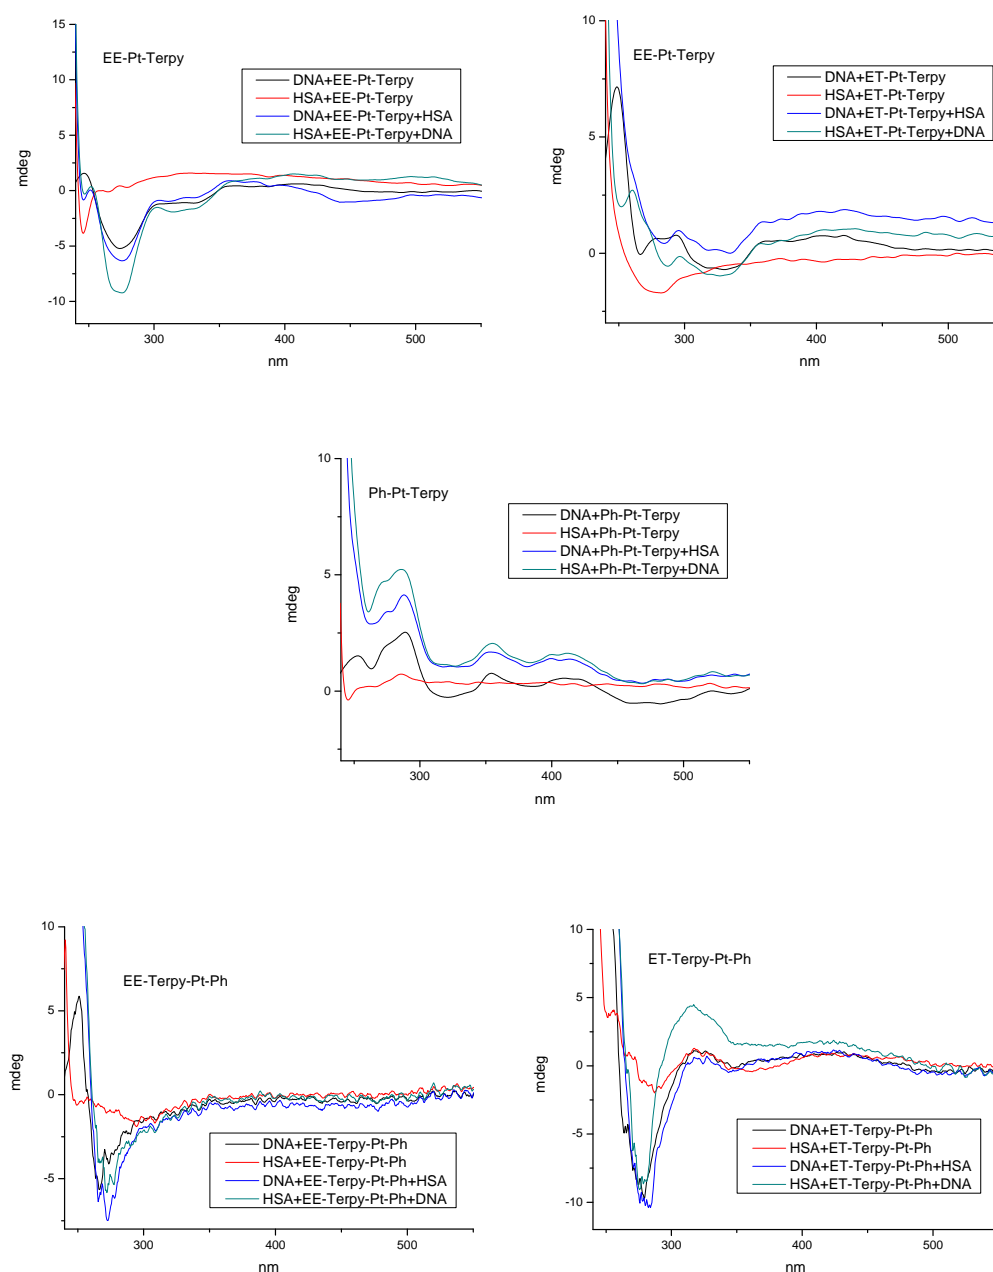 EE-Pt-Terpy
DNA+EE-Pt-Terpy
HSA+EE-Pt-Terpy
DNA+EE-Pt-Terpy+HSA
HSA+EE-Pt-Terpy+DNA
15
10
5
0
-5
-10
mdeg
300
400
500
nm
EE-Pt-Terpy
DNA+ET-Pt-Terpy
HSA+ET-Pt-Terpy
DNA+ET-Pt-Terpy+HSA
HSA+ET-Pt-Terpy+DNA
10
5
0
mdeg
300
400
500
nm
Ph-Pt-Terpy
DNA+Ph-Pt-Terpy
HSA+Ph-Pt-Terpy
DNA+Ph-Pt-Terpy+HSA
HSA+Ph-Pt-Terpy+DNA
10
5
0
mdeg
300
400
500
nm
EE-Terpy-Pt-Ph
10
5
0
-5
mdeg
DNA+EE-Terpy-Pt-Ph
HSA+EE-Terpy-Pt-Ph
DNA+EE-Terpy-Pt-Ph+HSA
HSA+EE-Terpy-Pt-Ph+DNA
300
400
500
nm
ET-Terpy-Pt-Ph
10
5
0
-5
-10
mdeg
DNA+ET-Terpy-Pt-Ph
HSA+ET-Terpy-Pt-Ph
DNA+ET-Terpy-Pt-Ph+HSA
HSA+ET-Terpy-Pt-Ph+DNA
300
400
500
nm